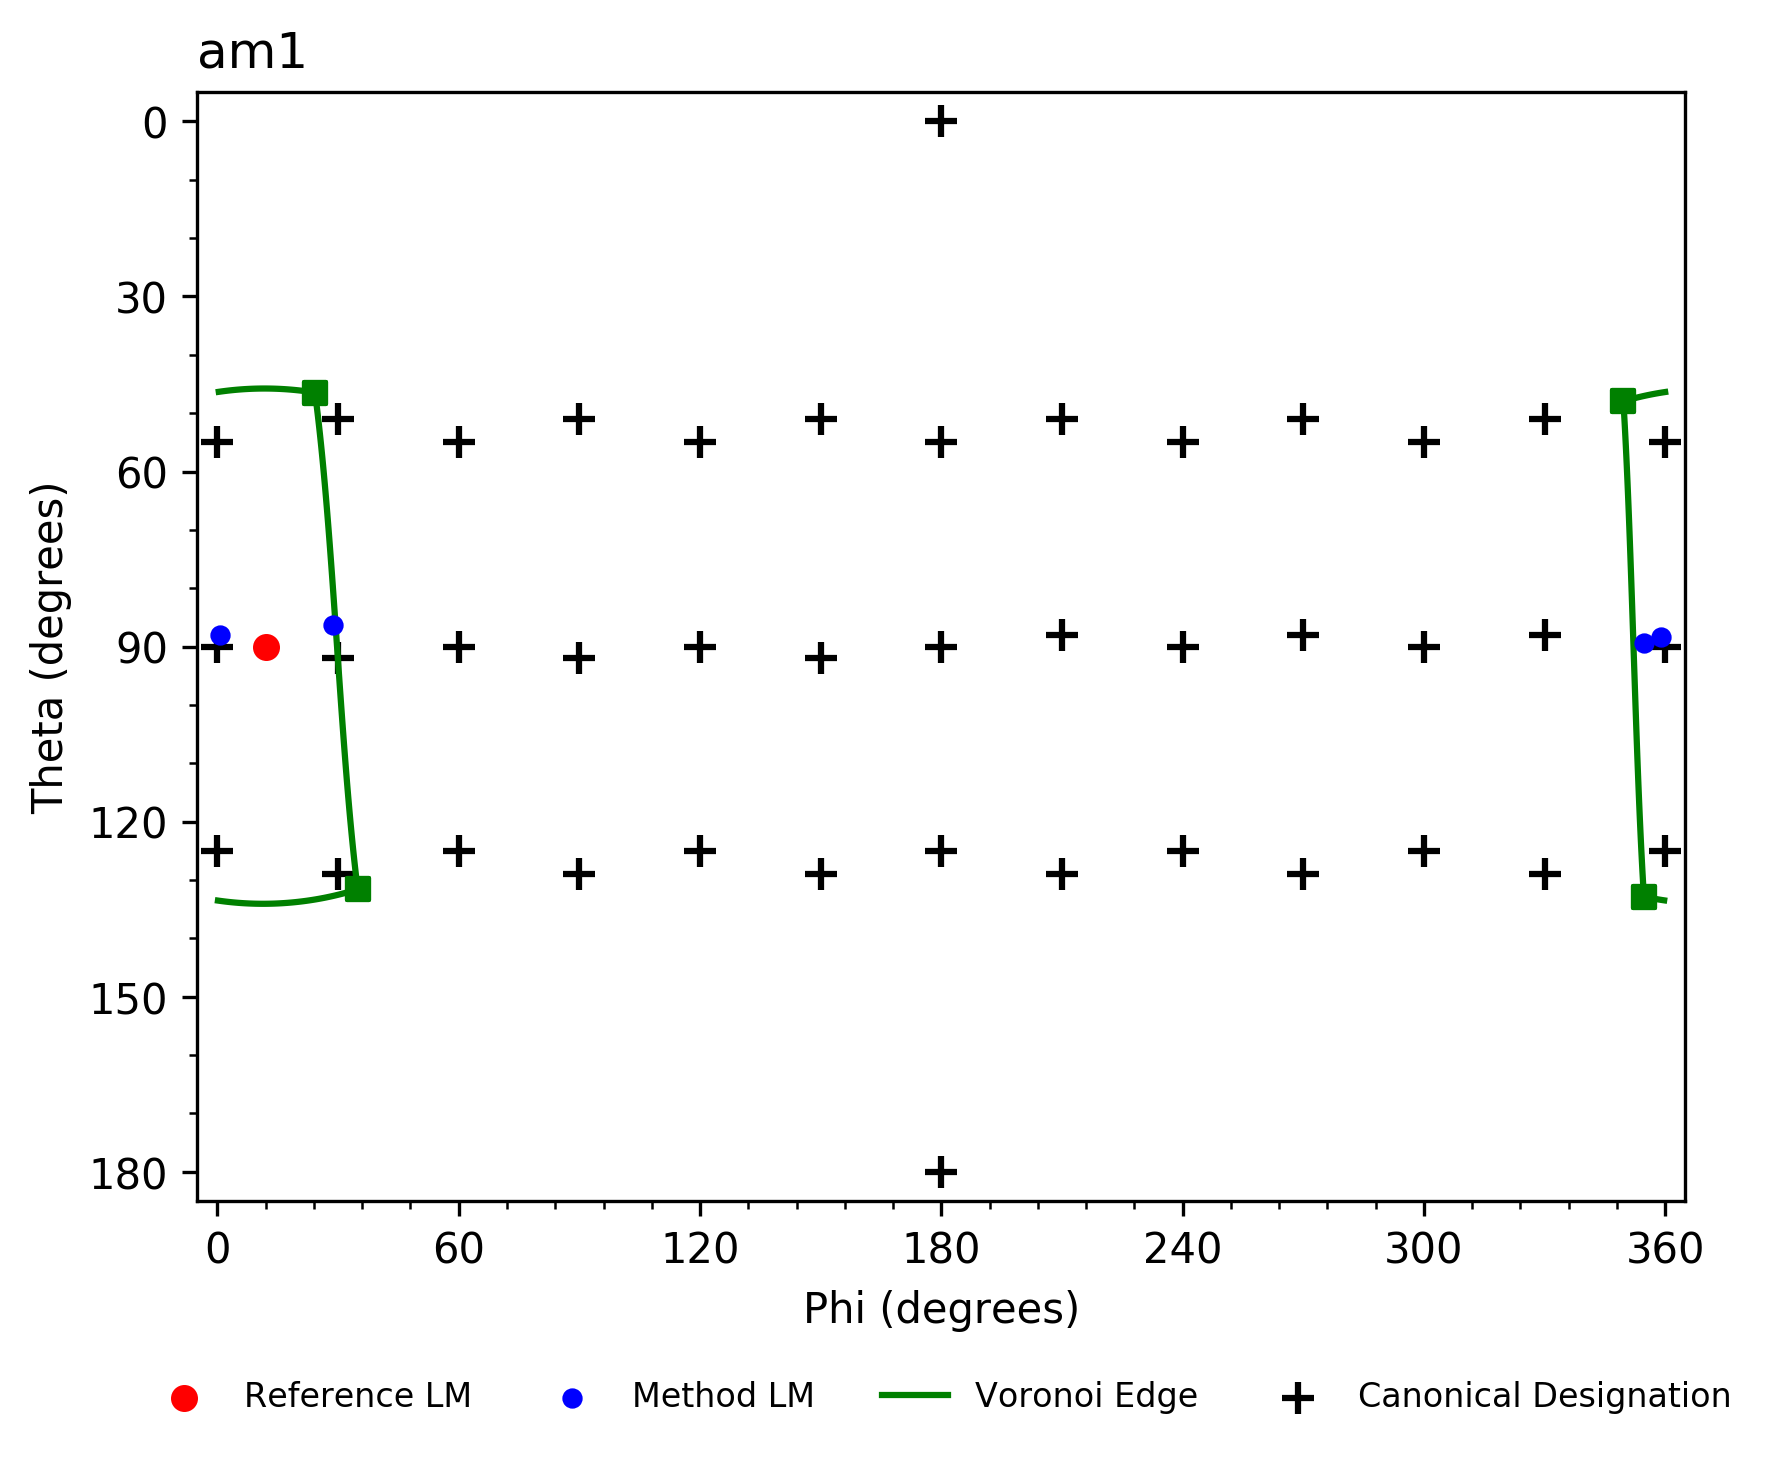 am1
0
30
60
90
120
150
180
Theta (degrees)
0 60 120 180 240 300 360
Phi (degrees)
Reference LM Method LM Voronoi Edge Canonical Designation